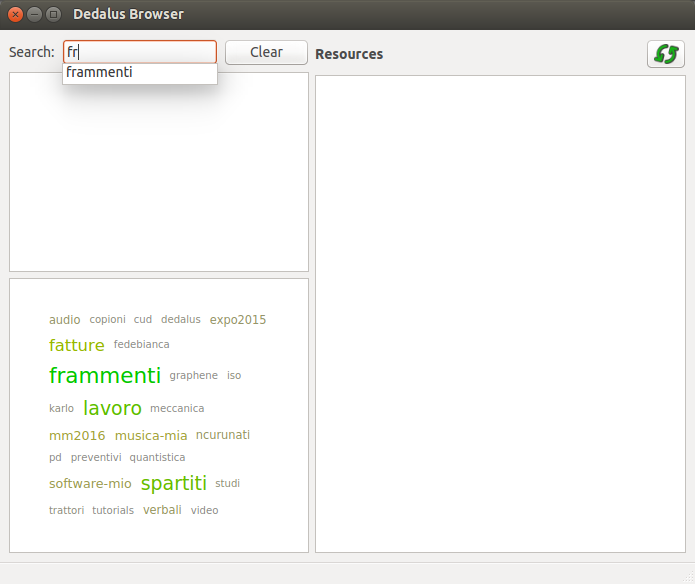 Dedalus Browser
Search: fr Clear Resources
frammenti
audio copioni cud dedalus expo2015
fatture fedebianca
frammenti graphene iso
karlo lavoro meccanica
mm2016 musica-mia ncurunati
pd preventivi quantistica
software-mio spartiti studi
trattori tutorials verbali video